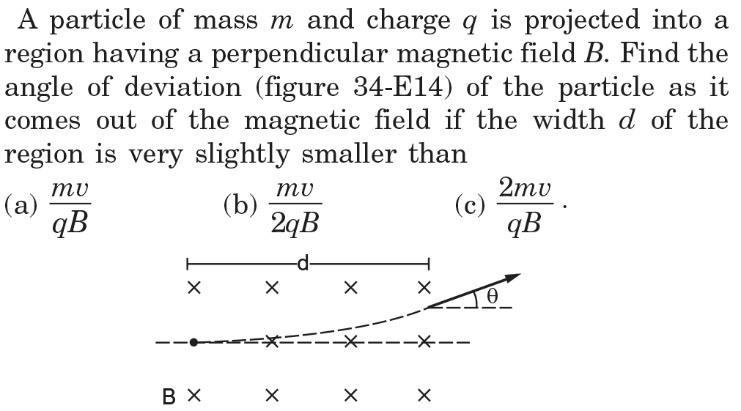 A particle of mass m and charge q is projected into a
region having a perpendicular magnetic field B. Find the
angle of deviation (figure 34-E14) of the particle as it
comes out of the magnetic field if the width d of the
region is very slightly smaller than
(a) mv/qB (b) mv/2qB (c) 2mv/qB .
d
× × × ×
θ
× × ×
B × × × ×